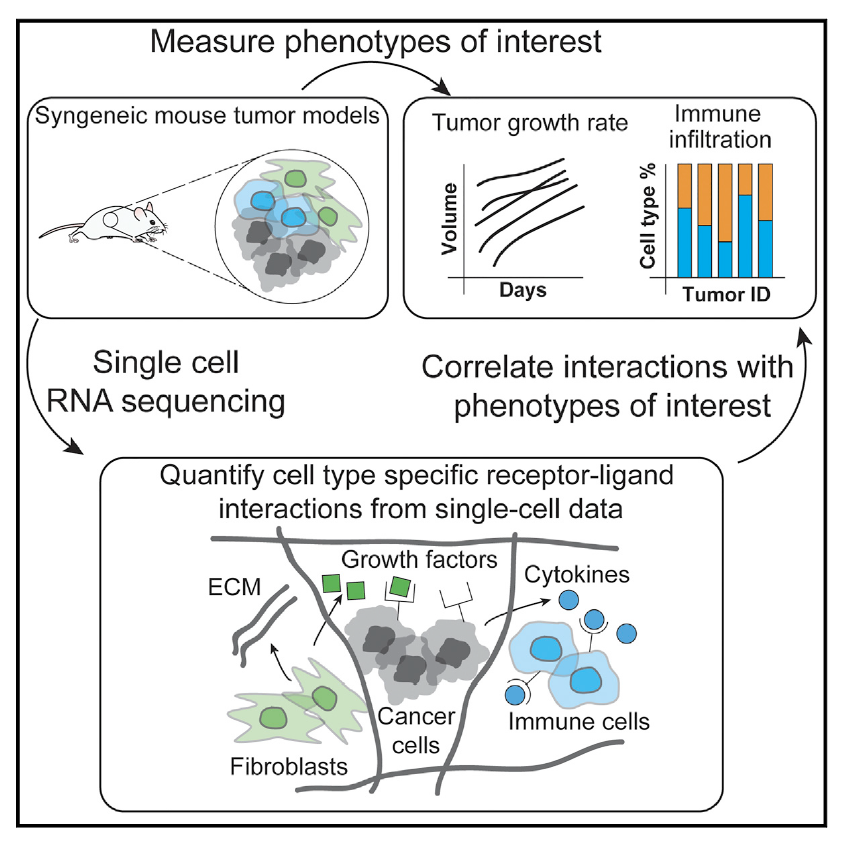 Measure phenotypes of interest
Syngeneic mouse tumor models
Tumor growth rate
Volume
Days
Immune
infiltration
Cell type %
Tumor ID
Single cell
RNA sequencing
Correlate interactions with
phenotypes of interest
Quantify cell type specific receptor-ligand
interactions from single-cell data
ECM
Growth factors
Cytokines
Fibroblasts
Cancer
cells
Immune cells